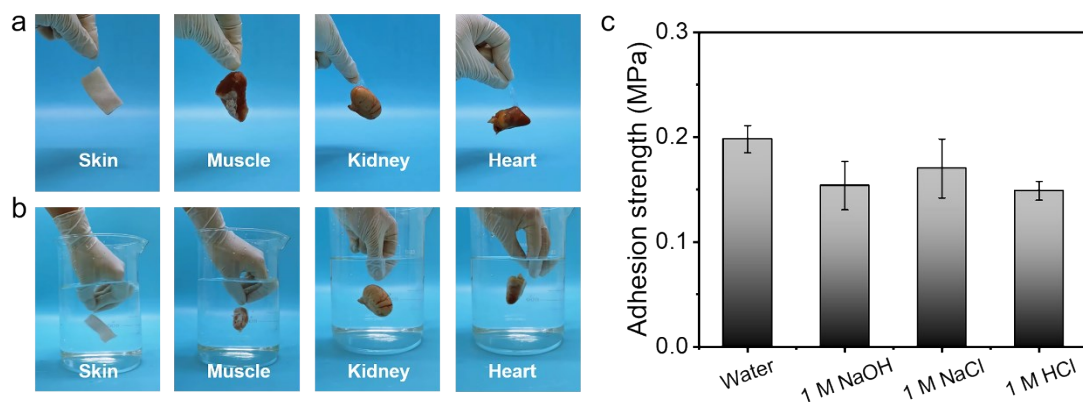 a
Skin
Muscle
Kidney
Heart
b
Skin
Muscle
Kidney
Heart
c
Adhesion strength (MPa)
0.3
0.2
0.1
0.0
Water
1 M NaOH
1 M NaCl
1 M HCl